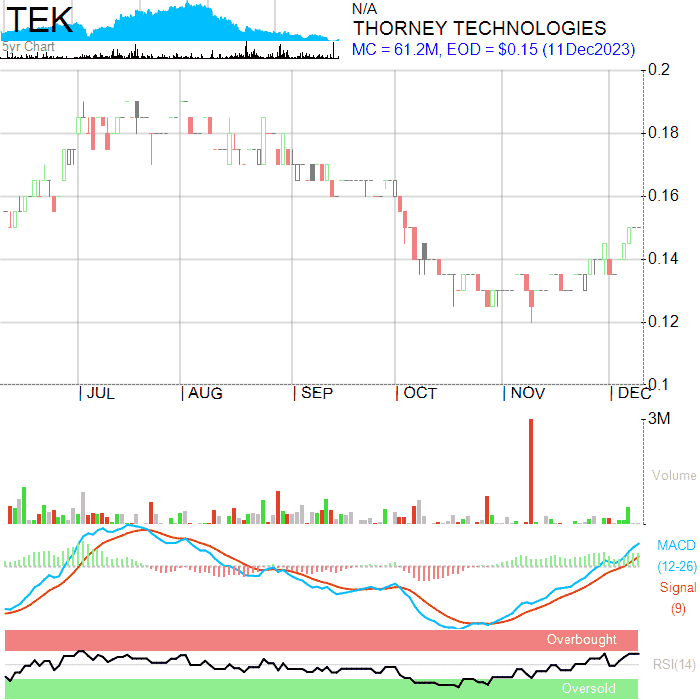 TEK
5yr Chart
N/A
THORNEY TECHNOLOGIES
MC = 61.2M, EOD = $0.15 (11Dec2023)
0.2
0.18
0.16
0.14
0.12
0.1
JUL AUG SEP OCT NOV DEC
3M
Volume
MACD
(12-26)
Signal
(9)
Overbought
RSI(14)
Oversold